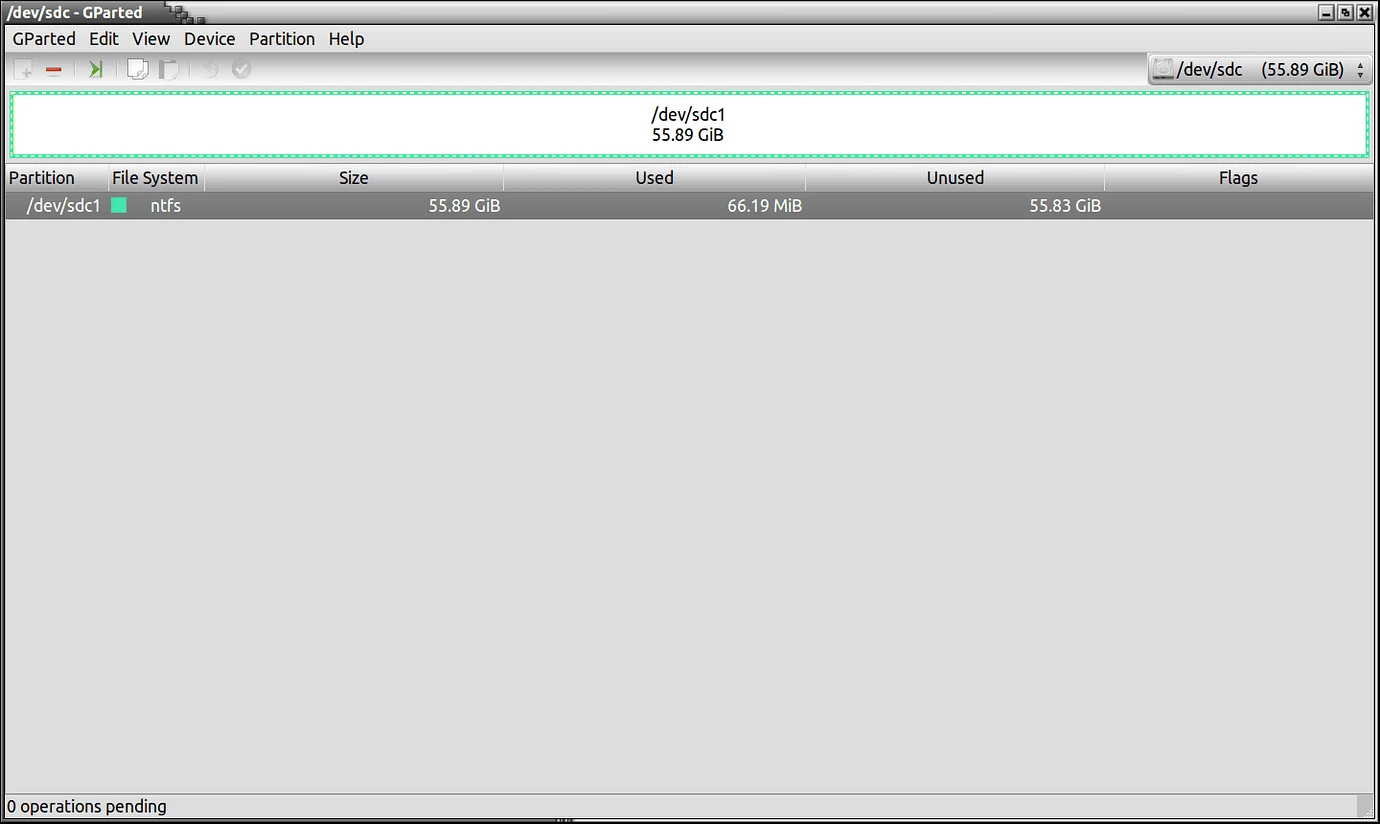 /dev/sdc - GParted
GParted Edit View Device Partition Help
/dev/sdc (55.89 GiB)
/dev/sdc1
55.89 GiB
Partition File System Size Used Unused Flags
/dev/sdc1 ntfs 55.89 GiB 66.19 MiB 55.83 GiB
0 operations pending